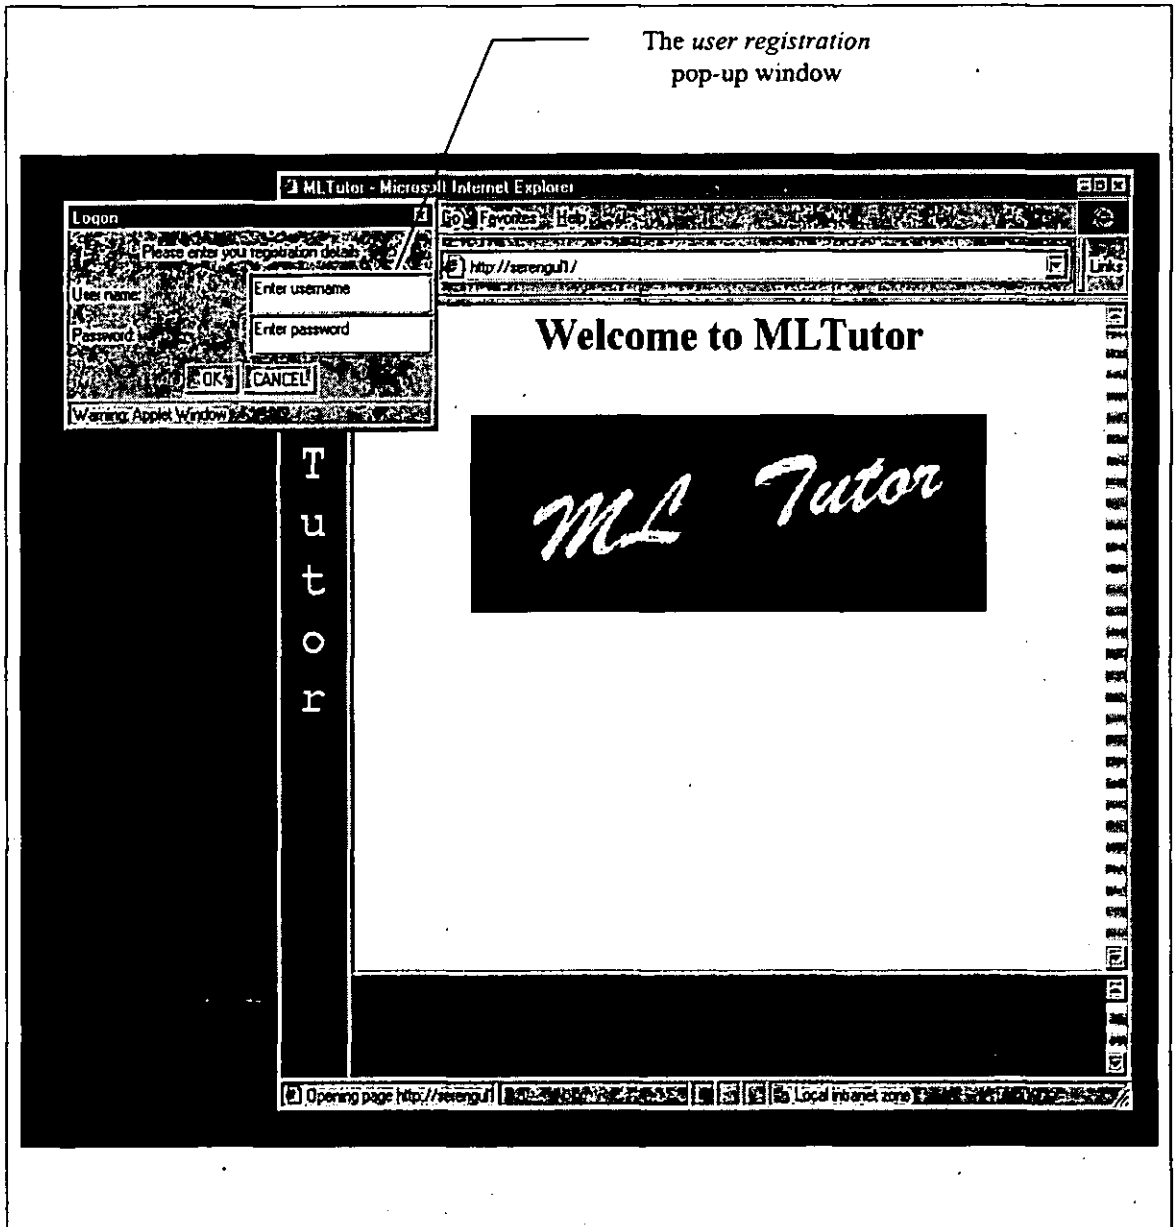 The user registration
pop-up window
MLTutor - Microsoft Internet Explorer
Logon
Go Favorites Help
Please enter your registration details
http://serengul1/
Links
User name:
Enter username
Password:
Enter password
OK CANCEL
Warning: Applet Window
Welcome to MLTutor
ML Tutor
T
u
t
o
r
Opening page http://serengul1
Local intranet zone